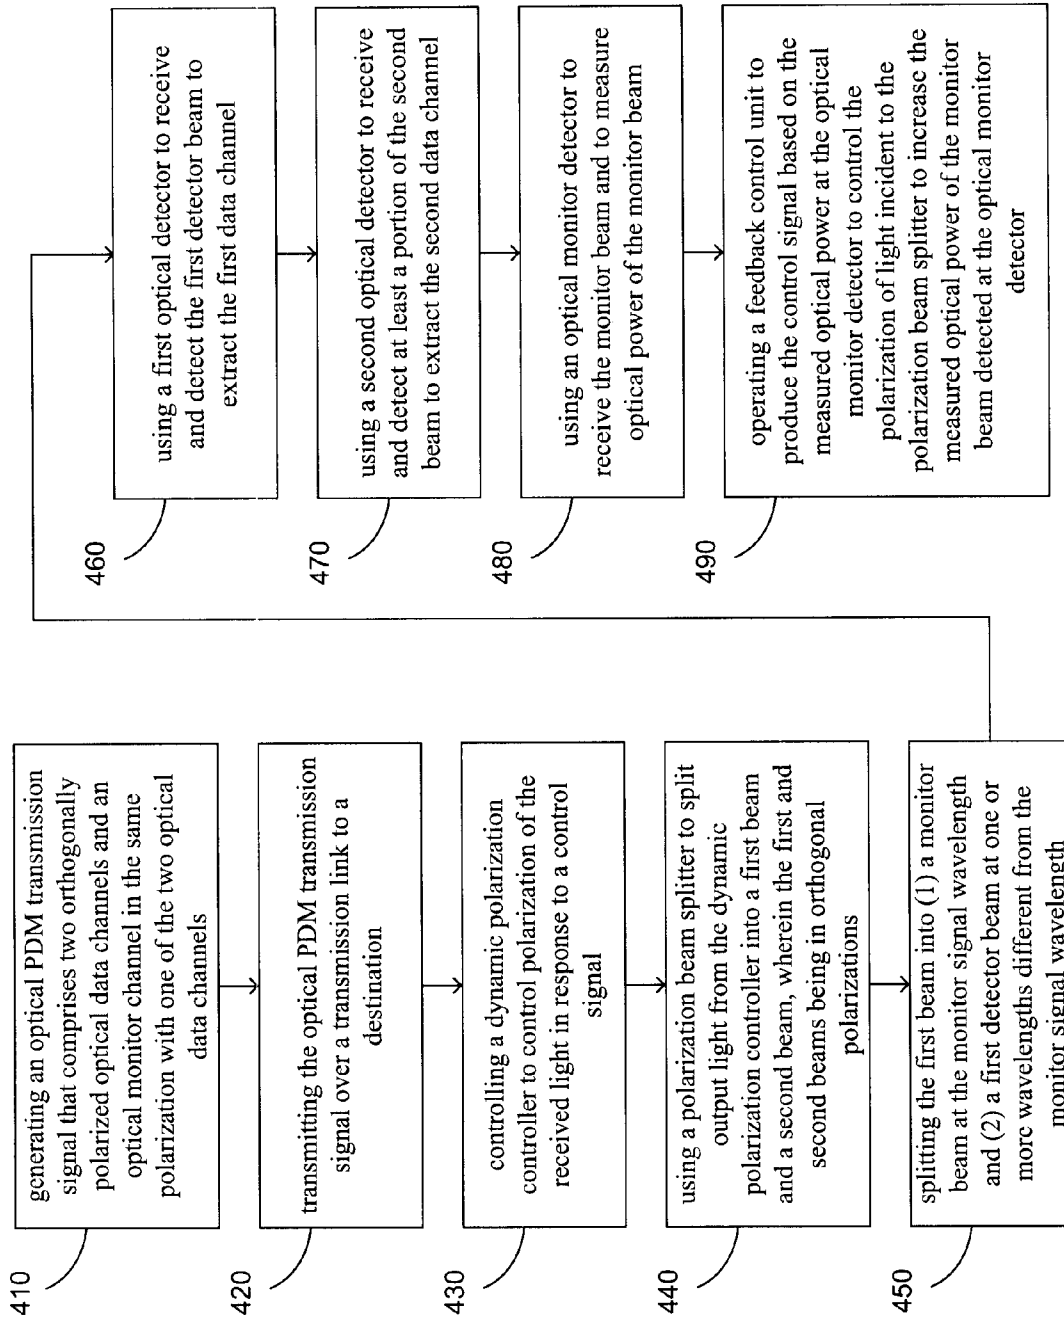 410
generating an optical PDM transmission
signal that comprises two orthogonally
polarized optical data channels and an
optical monitor channel in the same
polarization with one of the two optical
data channels
420
transmitting the optical PDM transmission
signal over a transmission link to a
destination
430
controlling a dynamic polarization
controller to control polarization of the
received light in response to a control
signal
440
using a polarization beam splitter to split
output light from the dynamic
polarization controller into a first beam
and a second beam, wherein the first and
second beams being in orthogonal
polarizations
450
splitting the first beam into (1) a monitor
beam at the monitor signal wavelength
and (2) a first detector beam at one or
more wavelengths different from the
monitor signal wavelength
460
using a first optical detector to receive
and detect the first detector beam to
extract the first data channel
470
using a second optical detector to receive
and detect at least a portion of the second
beam to extract the second data channel
480
using an optical monitor detector to
receive the monitor beam and to measure
optical power of the monitor beam
490
operating a feedback control unit to
produce the control signal based on the
measured optical power at the optical
monitor detector to control the
polarization of light incident to the
polarization beam splitter to increase the
measured optical power of the monitor
beam detected at the optical monitor
detector